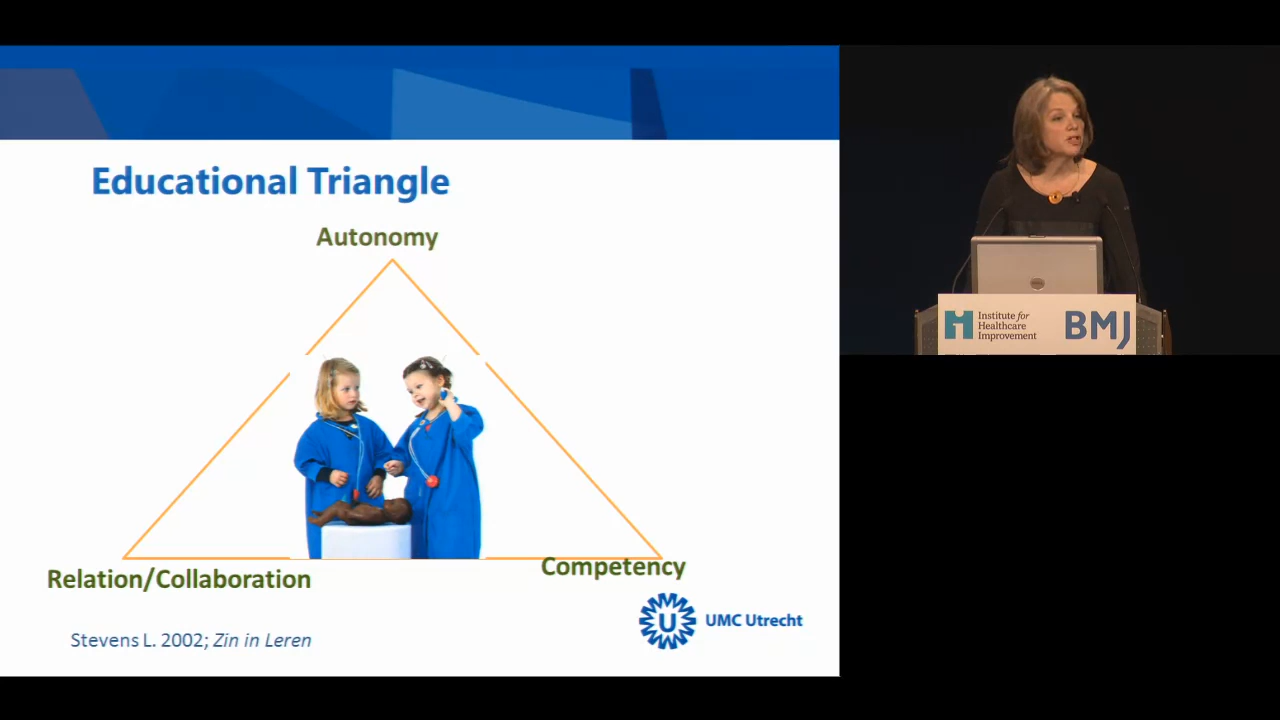 Educational Triangle
Autonomy
Relation/Collaboration
Competency
Stevens L. 2002; Zin in Leren
U
UMC Utrecht
Institute for
Healthcare
Improvement
BMJ